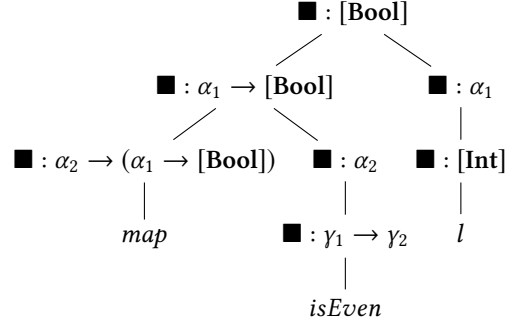 ■ : [Bool]
■ : α₁ → [Bool] ■ : α₁
■ : α₂ → (α₁ → [Bool]) ■ : α₂ ■ : [Int]
map ■ : γ₁ → γ₂ l
isEven